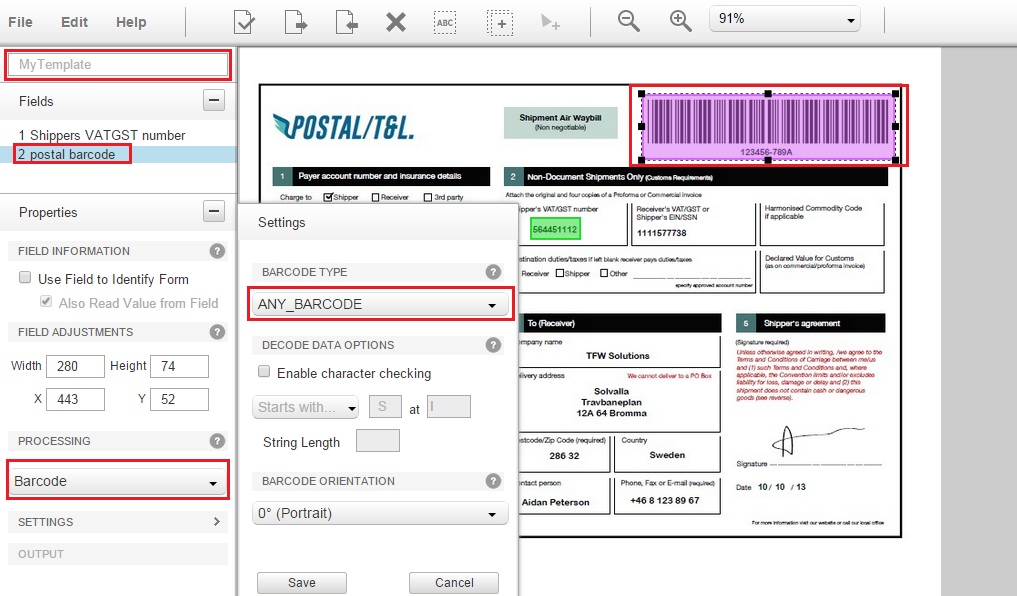 File Edit Help
ABC
91%
MyTemplate
Fields
1 Shippers VATGST number
2 postal barcode
Properties
FIELD INFORMATION ?
Use Field to Identify Form
Also Read Value from Field
FIELD ADJUSTMENTS ?
Width 280 Height 74
X 443 Y 52
PROCESSING ?
Barcode
SETTINGS
OUTPUT
Settings
BARCODE TYPE ?
ANY_BARCODE
DECODE DATA OPTIONS ?
Enable character checking
Starts with... S at I
String Length
BARCODE ORIENTATION ?
0° (Portrait)
Save Cancel
POSTAL/T&L.
Shipment Air Waybill
(Non negotiable)
123456-789A
1 Payer account number and insurance details
Charge to Shipper Receiver 3rd party
2 Non-Document Shipments Only (Customs Requirements)
Attach the original and four copies of a Proforma or Commercial invoice
ipper's VAT/GST number
564451112
Receiver's VAT/GST or
Shipper's EIN/SSN
1111577738
Harmonised Commodity Code
if applicable
stination duties/taxes if left blank receiver pays duties/taxes
Receiver Shipper Other
specify approved account number
Declared Value for Customs
(as on commercial/proforma invoice)
To (Receiver)
mpany name
TFW Solutions
livery address We cannot deliver to a PO Box
Solvalla
Travbaneplan
12A 64 Bromma
stcode/Zip Code (required)
286 32
Country
Sweden
ntact person
Aidan Peterson
Phone, Fax or E-mail (required)
+46 8 123 89 67
5 Shipper's agreement
(Signature required)
Unless otherwise agreed in writing, I/we agree to the
Terms and Conditions of Carriage between me/us
and (1) such Terms and Conditions and, where
applicable, the Convention limits and/or excludes
liability for loss, damage or delay and (2) this
shipment does not contain cash or dangerous
goods (see reverse).
Signature
Date 10 / 10 / 13
For more information visit our website or call our local office